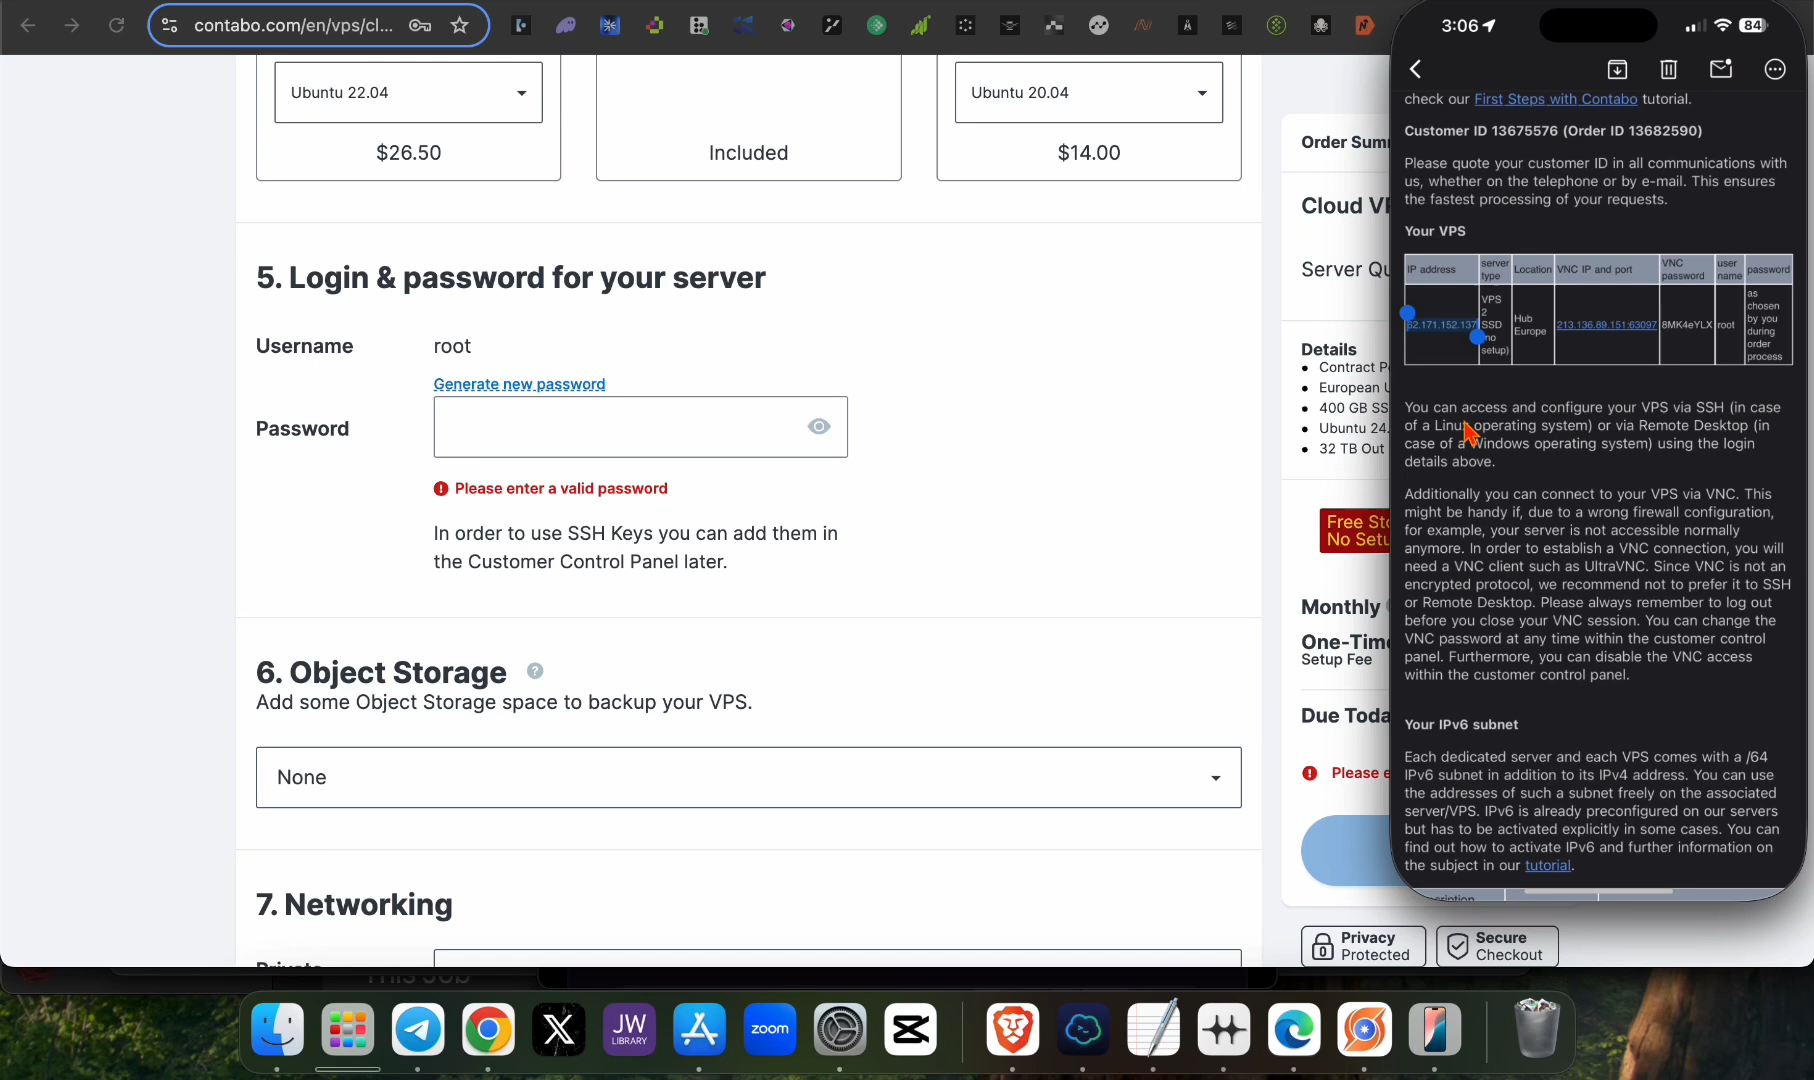 contabo.com/en/vps/cl...
Ubuntu 22.04
$26.50
Included
Ubuntu 20.04
$14.00
5. Login & password for your server
Username
root
Generate new password
Password
Please enter a valid password
In order to use SSH Keys you can add them in
the Customer Control Panel later.
6. Object Storage
?
Add some Object Storage space to backup your VPS.
None
7. Networking
Order Sum
Cloud V
Server Qu
Details
Contract P
European U
400 GB SS
Ubuntu 24.
32 TB Out
Free Sto
No Setu
Monthly
One-Time
Setup Fee
Due Toda
Please e
Privacy
Protected
Secure
Checkout
3:06
84
check our First Steps with Contabo tutorial.
Customer ID 13675576 (Order ID 13682590)
Please quote your customer ID in all communications with
us, whether on the telephone or by e-mail. This ensures
the fastest processing of your requests.
Your VPS
IP address
server
type
Location
VNC IP and port
VNC
password
user
name
password
62.171.152.137
VPS
2
SSD
(no
setup)
Hub
Europe
213.136.89.151:63097
8MK4eYLX
root
as
chosen
by you
during
order
process
You can access and configure your VPS via SSH (in case
of a Linux operating system) or via Remote Desktop (in
case of a Windows operating system) using the login
details above.
Additionally you can connect to your VPS via VNC. This
might be handy if, due to a wrong firewall configuration,
for example, your server is not accessible normally
anymore. In order to establish a VNC connection, you will
need a VNC client such as UltraVNC. Since VNC is not an
encrypted protocol, we recommend not to prefer it to SSH
or Remote Desktop. Please always remember to log out
before you close your VNC session. You can change the
VNC password at any time within the customer control
panel. Furthermore, you can disable the VNC access
within the customer control panel.
Your IPv6 subnet
Each dedicated server and each VPS comes with a /64
IPv6 subnet in addition to its IPv4 address. You can use
the addresses of such a subnet freely on the associated
server/VPS. IPv6 is already preconfigured on our servers
but has to be activated explicitly in some cases. You can
find out how to activate IPv6 and further information on
the subject in our tutorial.
JW
LIBRARY
zoom